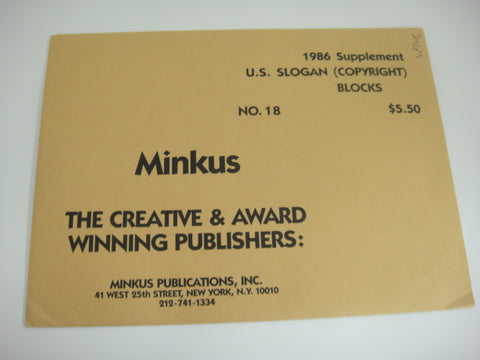 1986 Supplement
U.S. SLOGAN (COPYRIGHT)
BLOCKS
NO. 18 $5.50
Minkus
THE CREATIVE & AWARD
WINNING PUBLISHERS:
MINKUS PUBLICATIONS, INC.
41 WEST 25th STREET, NEW YORK, N.Y. 10010
212-741-1334